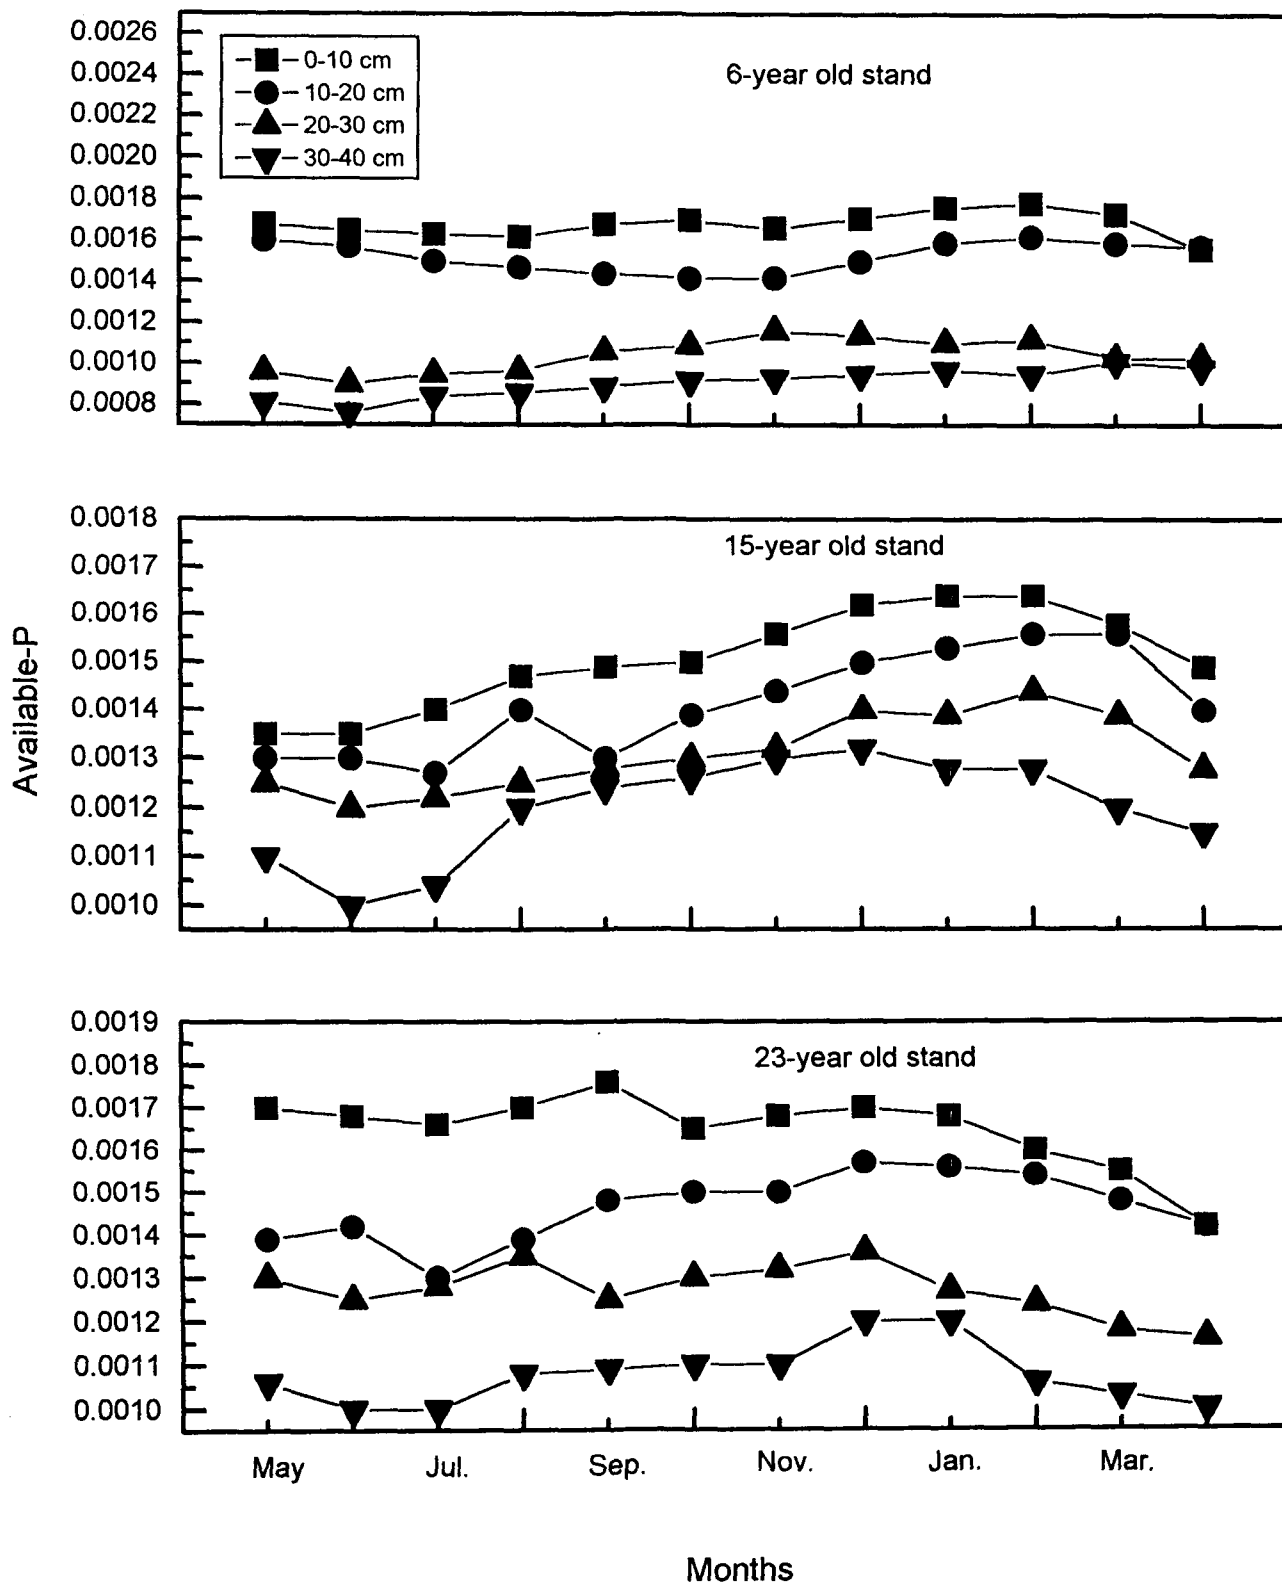 0.0026
0.0024
0.0022
0.0020
0.0018
0.0016
0.0014
0.0012
0.0010
0.0008
0-10 cm
10-20 cm
20-30 cm
30-40 cm
6-year old stand
Available-P
0.0018
0.0017
0.0016
0.0015
0.0014
0.0013
0.0012
0.0011
0.0010
15-year old stand
0.0019
0.0018
0.0017
0.0016
0.0015
0.0014
0.0013
0.0012
0.0011
0.0010
23-year old stand
May Jul. Sep. Nov. Jan. Mar.
Months